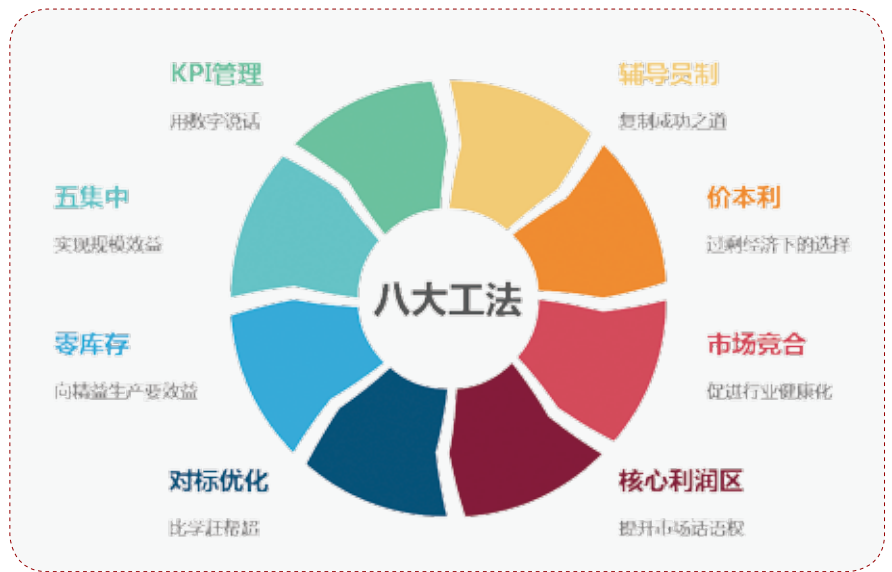 KPI管理
用数字说话
辅导员制
复制成功之道
五集中
实现规模效益
价本利
过剩经济下的选择
八大工法
零库存
向精益生产要效益
市场竞合
促进行业健康化
对标优化
比学赶帮超
核心利润区
提升市场话语权